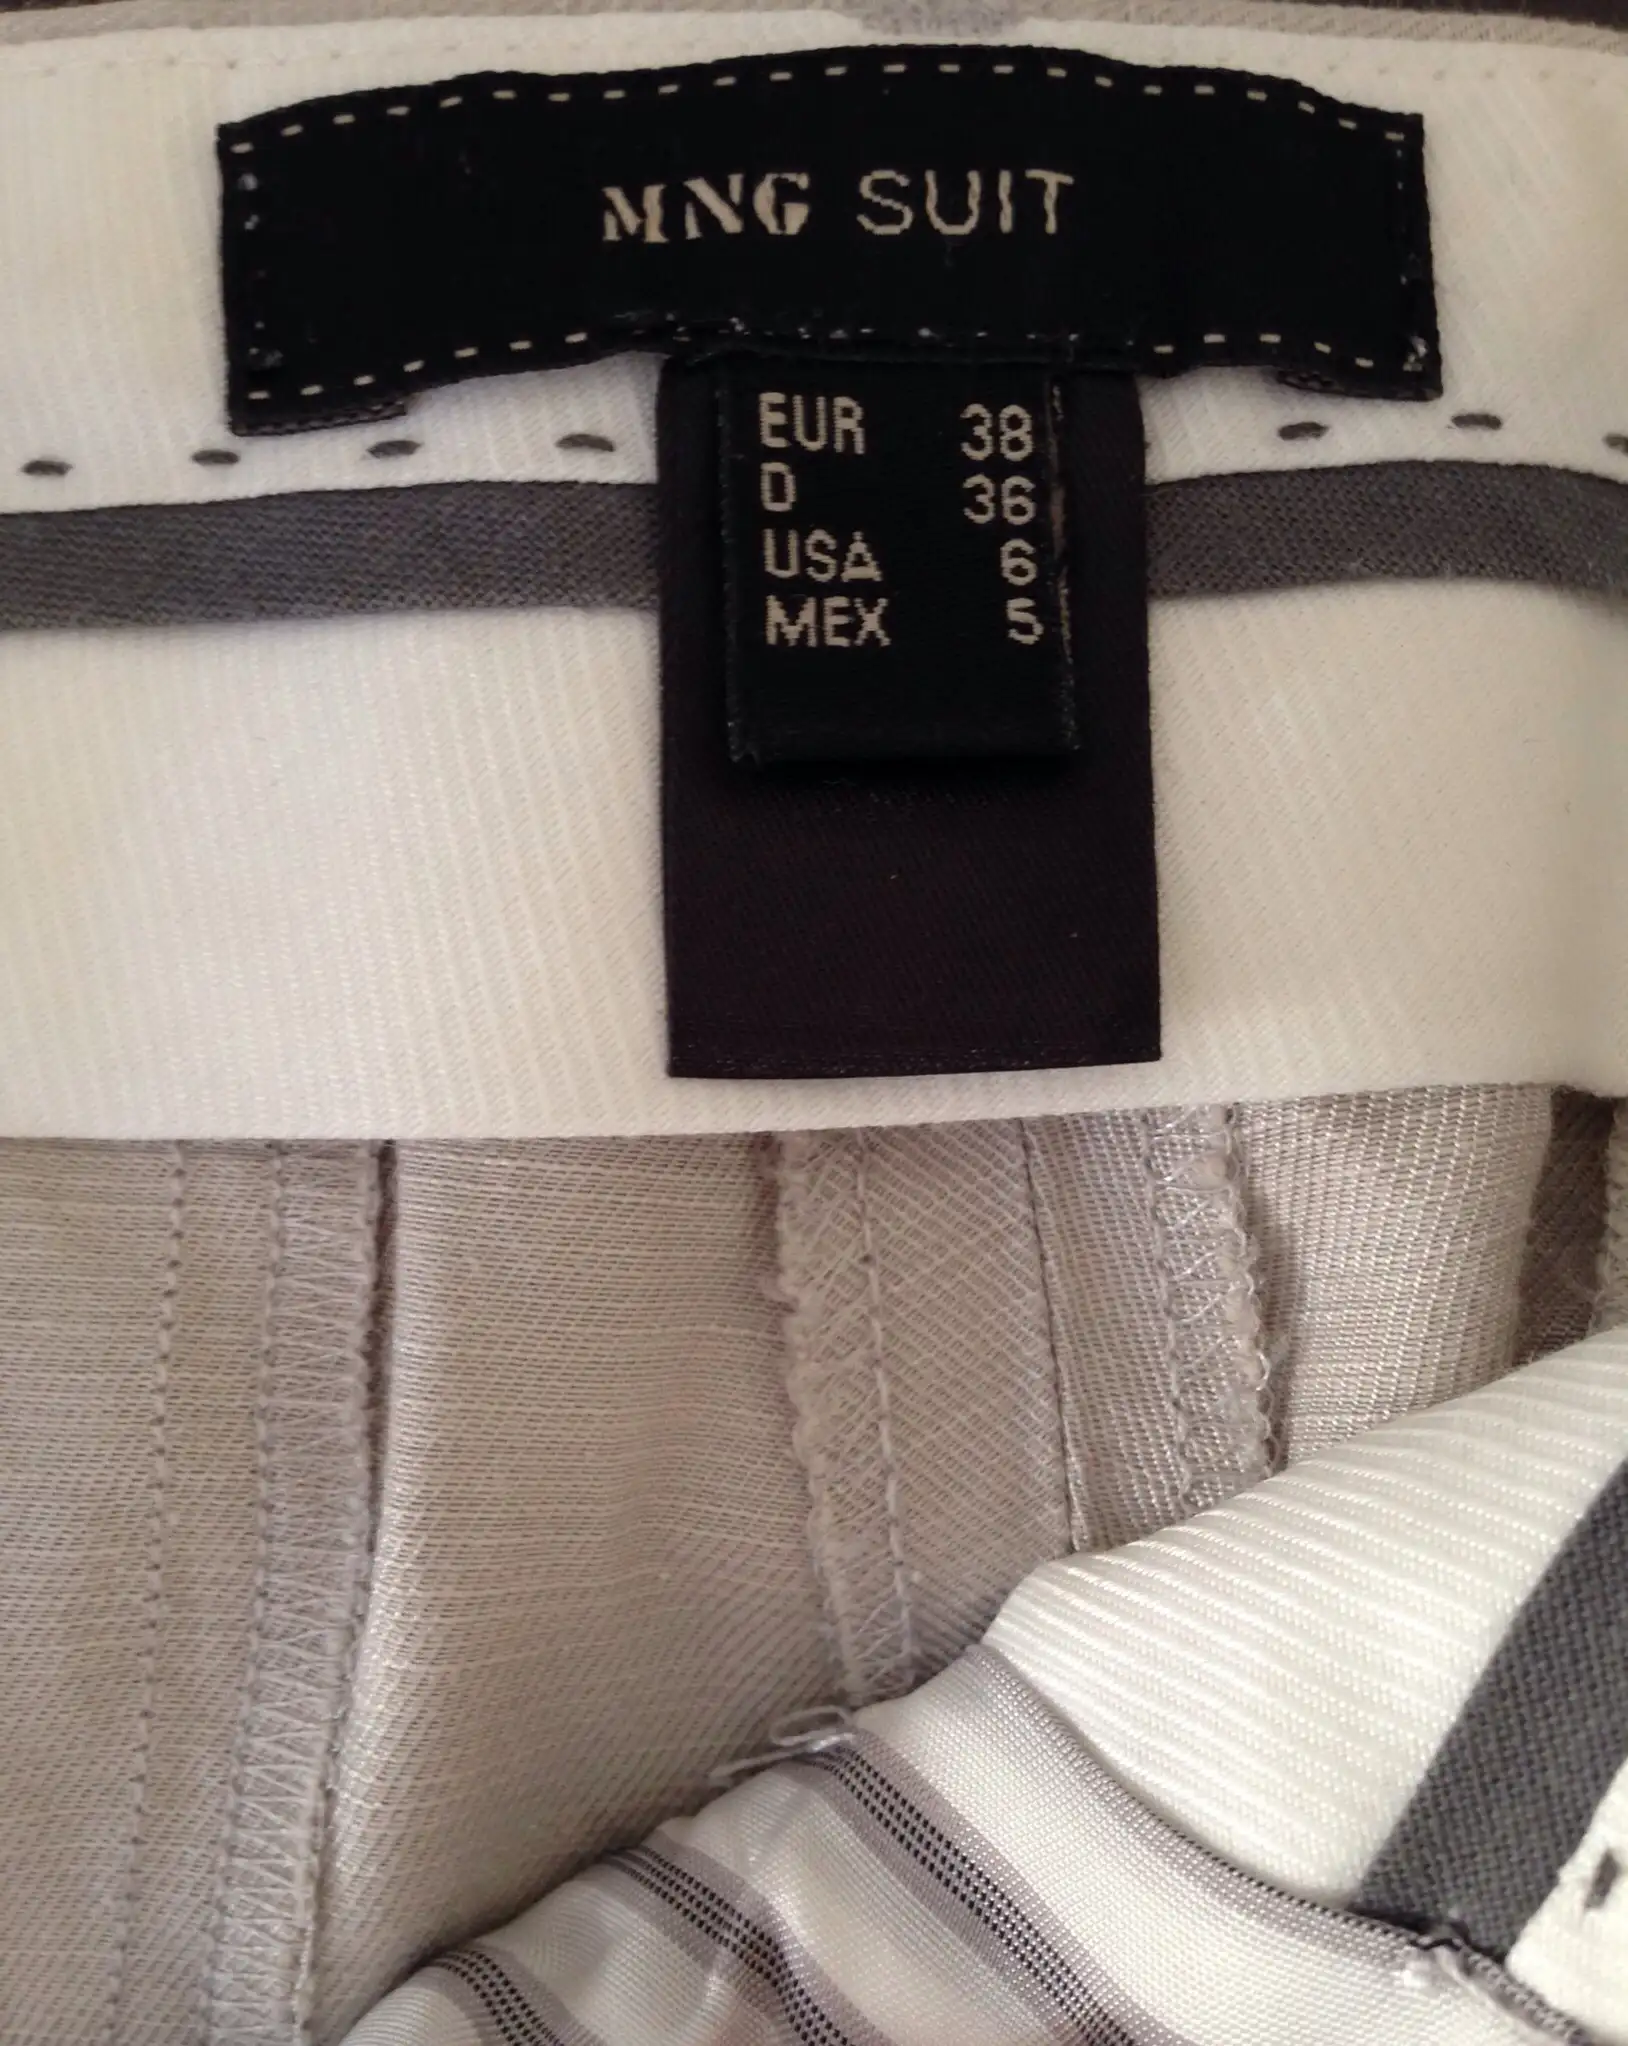 MNG SUIT
EUR 38
D 36
USA 6
MEX 5